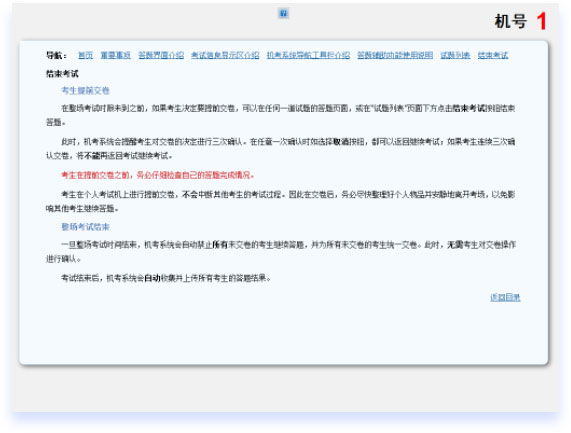 机号 1
导航： 首页 重要事项 答题界面介绍 考试信息显示区介绍 机考系统导航工具栏介绍 答题辅助功能使用说明 试题列表 结束考试
结束考试
考生提前交卷
在整场考试时限未到之前，如果考生决定要提前交卷，可以在任何一道试题的答题页面，或在"试题列表"页面下方点击结束考试按钮结束
答题。
此时，机考系统会提醒考生对交卷的决定进行三次确认。在任意一次确认时如选择取消按钮，都可以返回继续考试；如果考生连续三次确
认交卷，将不能再返回考试继续考试。
考生在提前交卷之前，务必仔细检查自己的答题完成情况。
考生在个人考试机上进行提前交卷，不会中断其他考生的考试过程。因此在交卷后，务必尽快整理好个人物品并安静地离开考场，以免影
响其他考生继续答题。
整场考试结束
一旦整场考试时间结束，机考系统会自动禁止所有未交卷的考生继续答题，并为所有未交卷的考生统一交卷。此时，无需考生对交卷操作
进行确认。
考试结束后，机考系统会自动收集并上传所有考生的答题结果。
返回目录